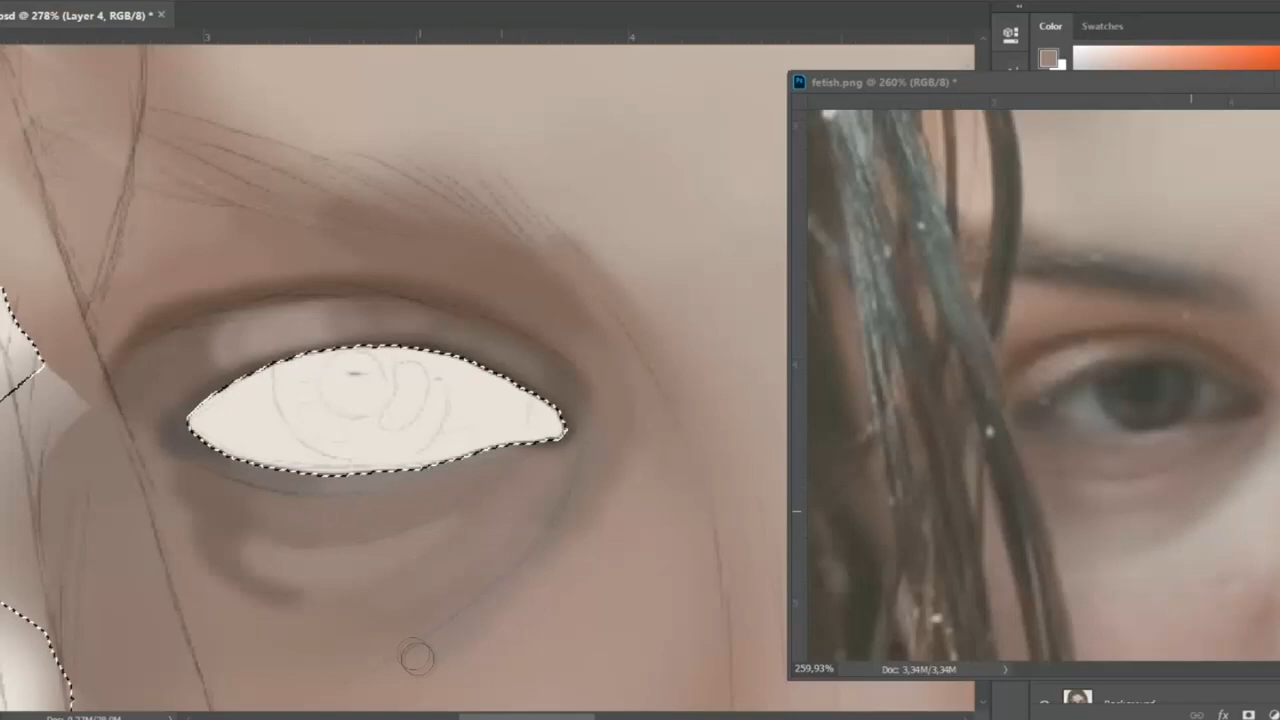 osd @ 278% (Layer 4, RGB/8) *
Color
Swatches
3
4
fetish.png @ 260% (RGB/8) *
259,93%
Doc: 3,34M/3,34M
fx